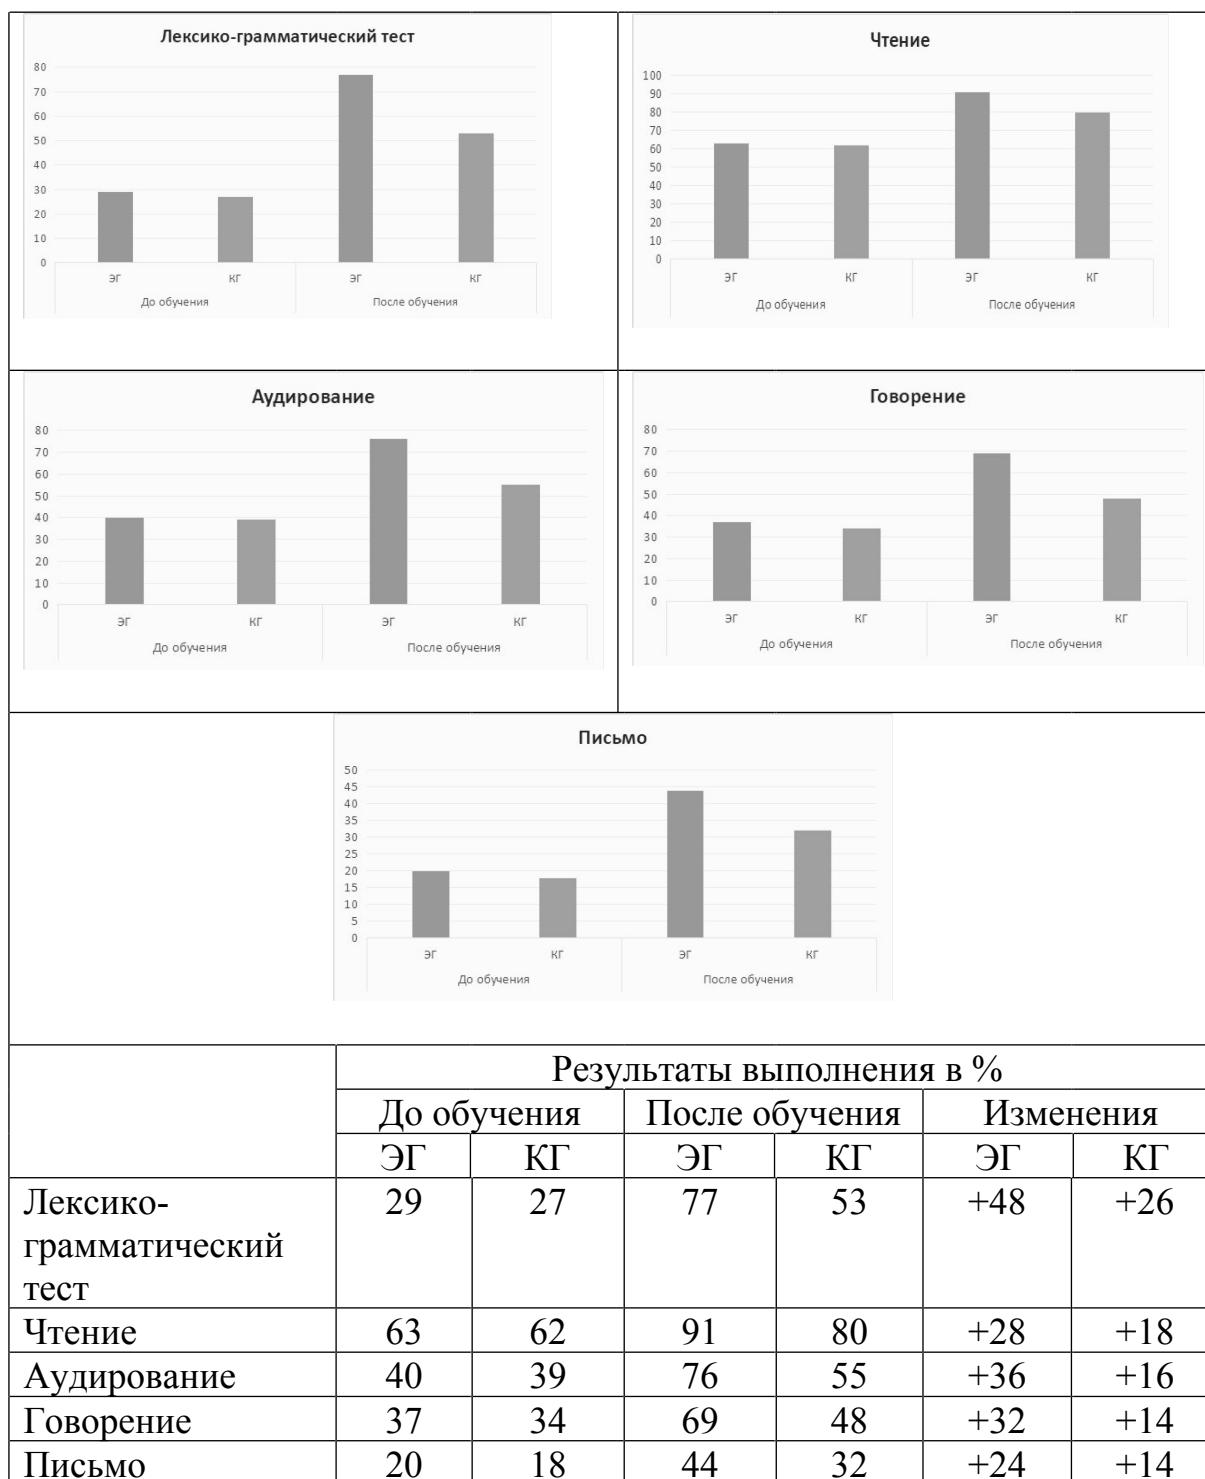 Лексико-грамматический тест
80
70
60
50
40
30
20
10
0
ЭГ КГ ЭГ КГ
До обучения После обучения
Чтение
100
90
80
70
60
50
40
30
20
10
0
ЭГ КГ ЭГ КГ
До обучения После обучения
Аудирование
80
70
60
50
40
30
20
10
0
ЭГ КГ ЭГ КГ
До обучения После обучения
Говорение
80
70
60
50
40
30
20
10
0
ЭГ КГ ЭГ КГ
До обучения После обучения
Письмо
50
45
40
35
30
25
20
15
10
5
0
ЭГ КГ ЭГ КГ
До обучения После обучения
Результаты выполнения в %
До обучения После обучения Изменения
ЭГ КГ ЭГ КГ ЭГ КГ
Лексико- 29 27 77 53 +48 +26
грамматический
тест
Чтение 63 62 91 80 +28 +18
Аудирование 40 39 76 55 +36 +16
Говорение 37 34 69 48 +32 +14
Письмо 20 18 44 32 +24 +14